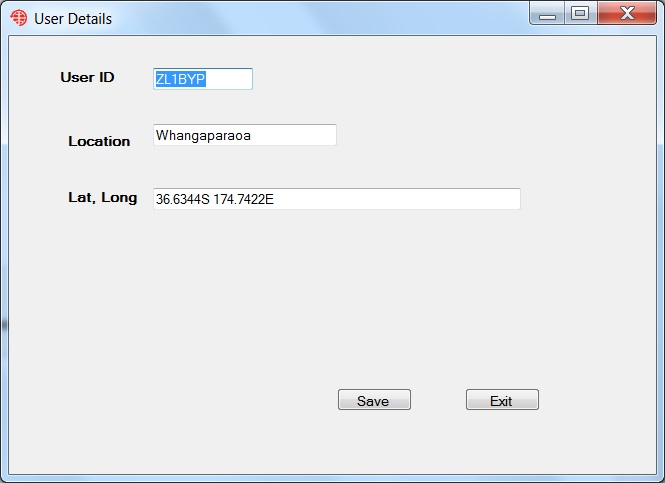 User Details
User ID ZL1BYP
Location Whangaparaoa
Lat, Long 36.6344S 174.7422E
Save Exit